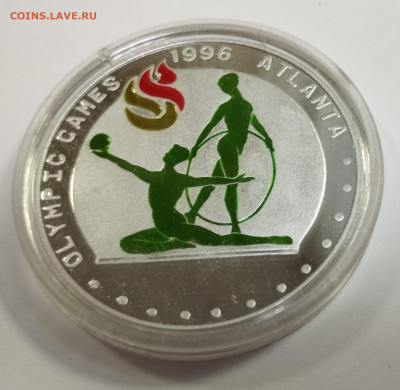 COINS.LAVE.RU
OLYMPIC GAMES 1996 ATLANTA